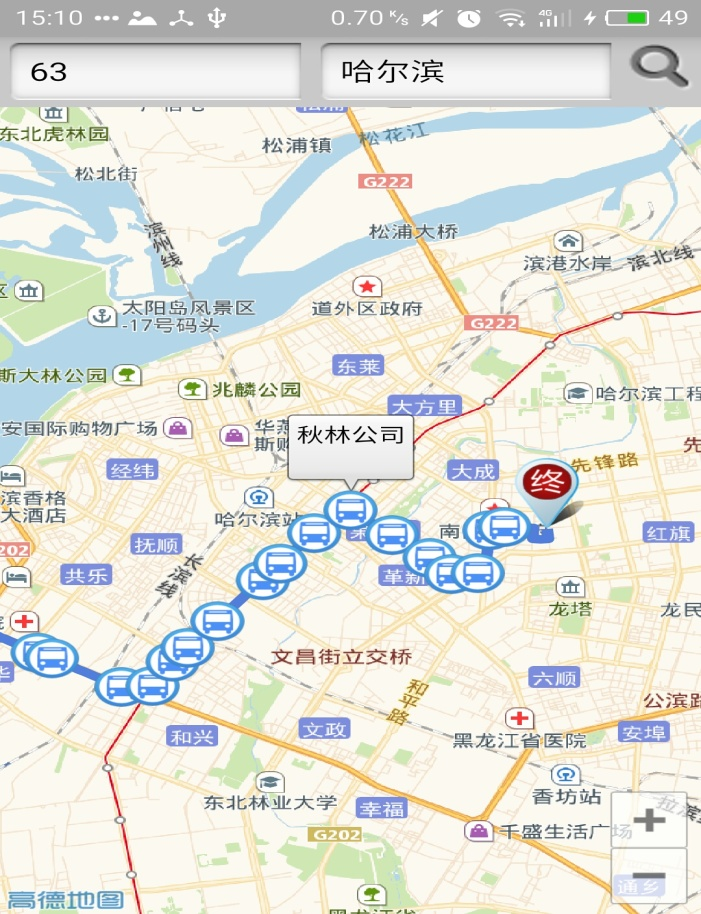 15:10
0.70 K/s
4G
49
63
哈尔滨
东北虎林园
松浦镇
松花江
松北街
G222
滨州线
松浦大桥
滨港水岸
滨北线
区
太阳岛风景区
-17号码头
道外区政府
G222
东莱
斯大林公园
兆麟公园
大方里
哈尔滨工程
安国际购物广场
秋林公司
先锋路
先
经纬
大成
终
滨香格
大酒店
哈尔滨站
南
红旗
202
抚顺
长滨线
革新
共乐
龙塔
龙民
文昌街立交桥
华
和平路
六顺
公滨路
和兴
文政
黑龙江省医院
安埠
东北林业大学
幸福
香坊站
拉滨
G202
千盛生活广场
+
−
通乡
高德地图